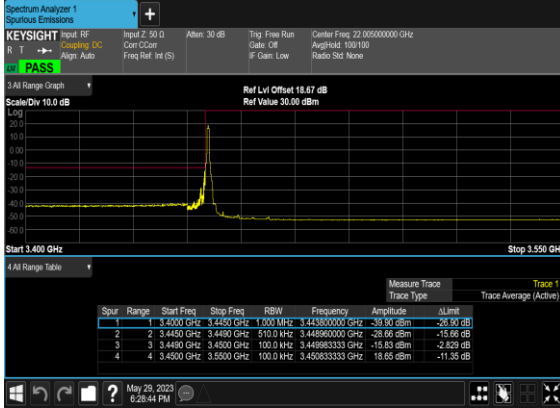 Spectrum Analyzer 1
Spurious Emissions
+
KEYSIGHT Input: RF Input Z: 50 Ω Atten: 30 dB Trig: Free Run Center Freq: 22.005000000 GHz
R T Coupling: DC Corr CCorr Gate: Off Avg|Hold: 100/100
Align: Auto Freq Ref: Int (S) IF Gain: Low Radio Std: None
PASS
3 All Range Graph Ref Lvl Offset 18.67 dB
Scale/Div 10.0 dB Ref Value 30.00 dBm
Log
20.0
10.0
0.00
-10.0
-20.0
-30.0
-40.0
-50.0
-60.0
Start 3.400 GHz Stop 3.550 GH
4 All Range Table
Measure Trace Trace 1
Trace Type Trace Average (Active)
Spur Range Start Freq Stop Freq RBW Frequency Amplitude ΔLimit
1 1 3.4000 GHz 3.4450 GHz 1.000 MHz 3.443800000 GHz -39.90 dBm -26.90 dB
2 2 3.4450 GHz 3.4490 GHz 510.0 kHz 3.448960000 GHz -28.66 dBm -15.66 dB
3 3 3.4490 GHz 3.4500 GHz 100.0 kHz 3.449983333 GHz -15.83 dBm -2.829 dB
4 4 3.4500 GHz 3.5500 GHz 100.0 kHz 3.450833333 GHz 18.65 dBm -11.35 dB
? May 29, 2023
6:28:44 PM